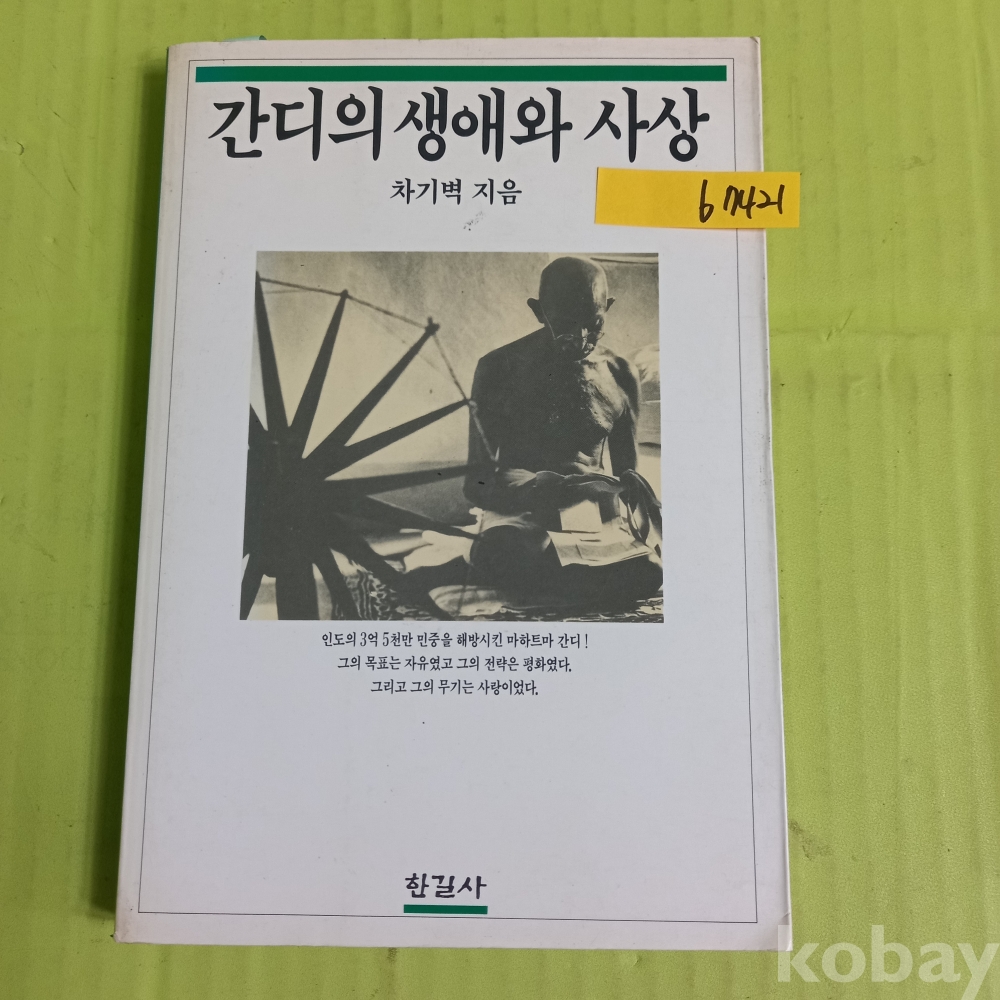 간디의 생애와 사상
차기벽 지음
b 7421
인도의 3억 5천만 민중을 해방시킨 마하트마 간디!
그의 목표는 자유였고 그의 전략은 평화였다.
그리고 그의 무기는 사랑이었다.
한길사
kobay